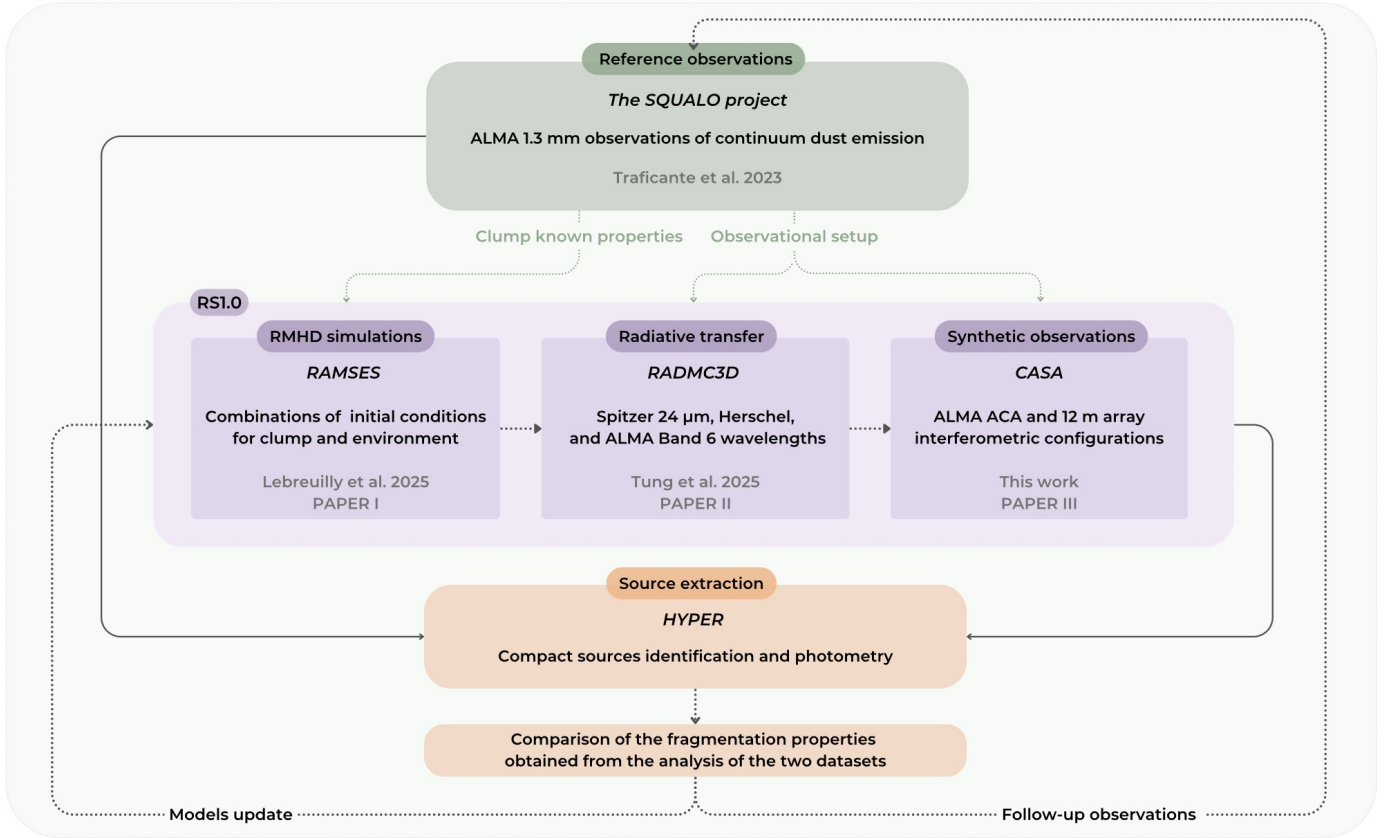 Reference observations
The SQUALO project
ALMA 1.3 mm observations of continuum dust emission
Traficante et al. 2023
Clump known properties
Observational setup
RS1.0
RMHD simulations
RAMSES
Combinations of initial conditions
for clump and environment
Lebreuilly et al. 2025
PAPER I
Radiative transfer
RADMC3D
Spitzer 24 µm, Herschel,
and ALMA Band 6 wavelengths
Tung et al. 2025
PAPER II
Synthetic observations
CASA
ALMA ACA and 12 m array
interferometric configurations
This work
PAPER III
Source extraction
HYPER
Compact sources identification and photometry
Comparison of the fragmentation properties
obtained from the analysis of the two datasets
Models update
Follow-up observations